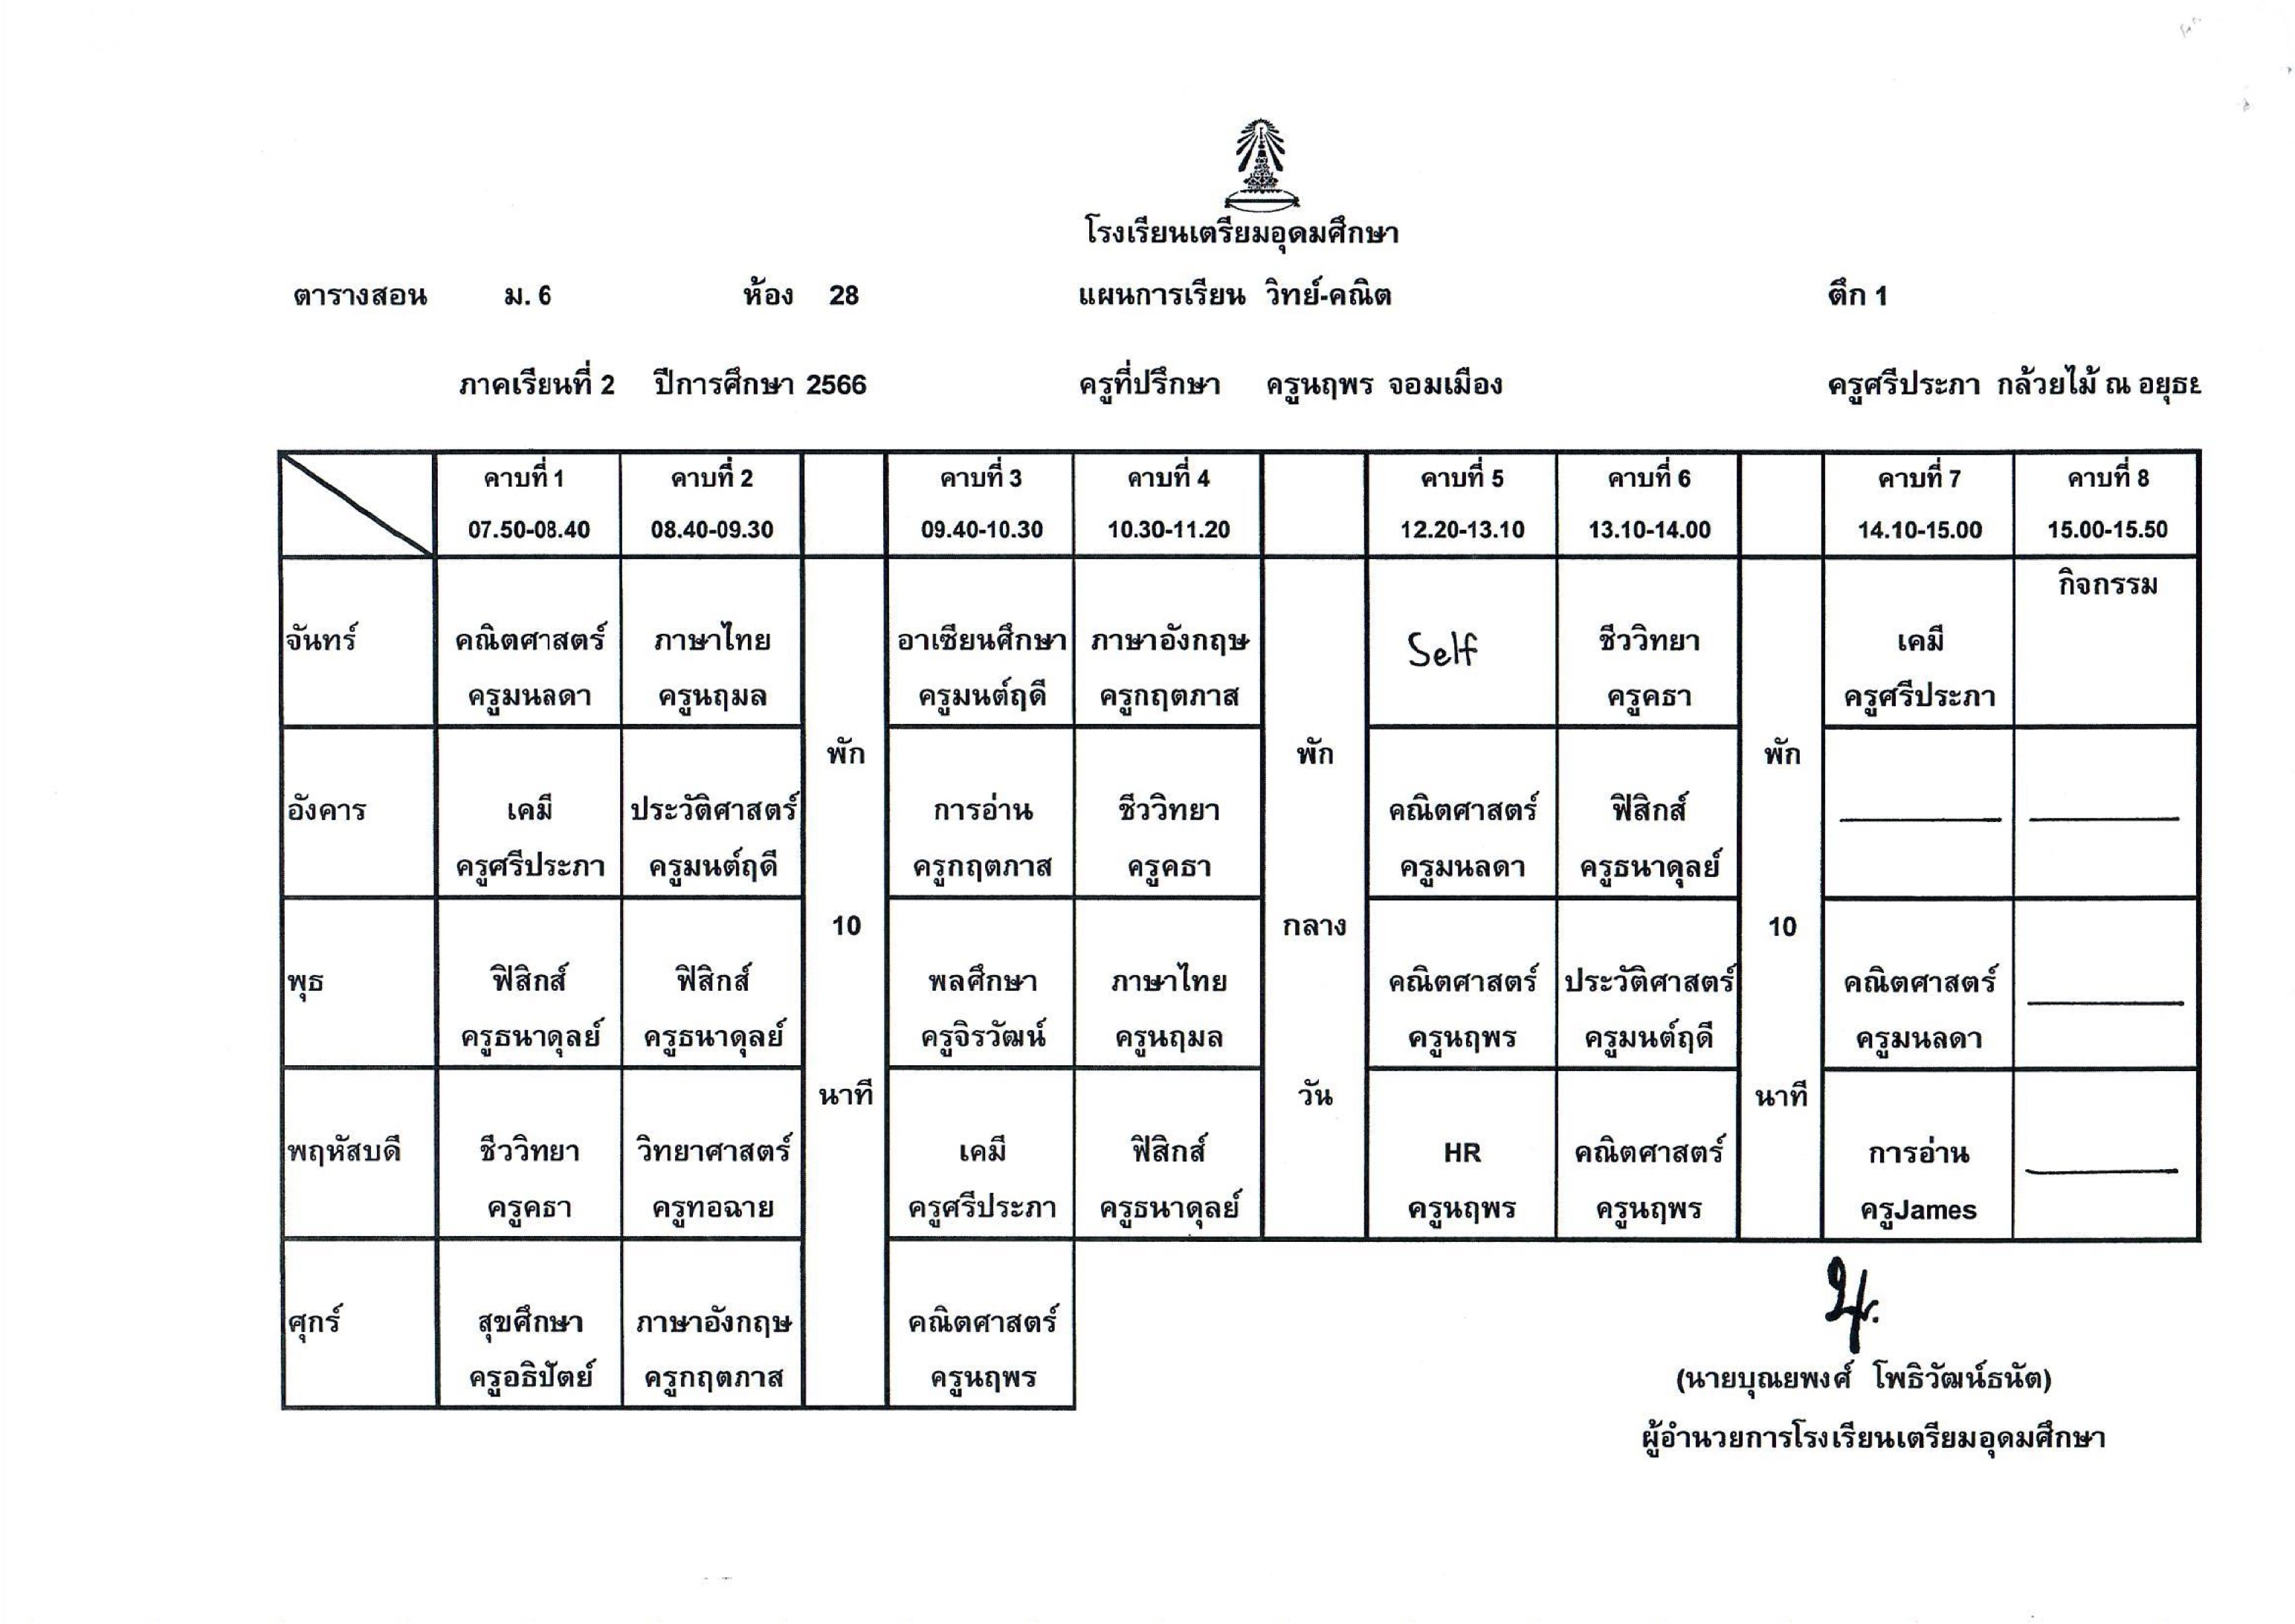 โรงเรียนเตรียมอุดมศึกษา
ตารางสอน ม. 6 ห้อง 28 แผนการเรียน วิทย์-คณิต ตึก 1
ภาคเรียนที่ 2 ปีการศึกษา 2566 ครูที่ปรึกษา ครูนฤพร จอมเมือง ครูศรีประภา กล้วยไม้ ณ อยุธย
คาบที่ 1 คาบที่ 2 คาบที่ 3 คาบที่ 4 คาบที่ 5 คาบที่ 6 คาบที่ 7 คาบที่ 8
07.50-08.40 08.40-09.30 09.40-10.30 10.30-11.20 12.20-13.10 13.10-14.00 14.10-15.00 15.00-15.50
กิจกรรม
จันทร์ คณิตศาสตร์ ภาษาไทย อาเซียนศึกษา ภาษาอังกฤษ Self ชีววิทยา เคมี
ครูมนลดา ครูนฤมล ครูมนต์ฤดี ครูกฤตภาส ครูคธา ครูศรีประภา
พัก พัก พัก
อังคาร เคมี ประวัติศาสตร์ การอ่าน ชีววิทยา คณิตศาสตร์ ฟิสิกส์
ครูศรีประภา ครูมนต์ฤดี ครูกฤตภาส ครูคธา ครูมนลดา ครูธนาดุลย์
10 กลาง 10
พุธ ฟิสิกส์ ฟิสิกส์ พลศึกษา ภาษาไทย คณิตศาสตร์ ประวัติศาสตร์ คณิตศาสตร์
ครูธนาดุลย์ ครูธนาดุลย์ ครูจิรวัฒน์ ครูนฤมล ครูนฤพร ครูมนต์ฤดี ครูมนลดา
นาที วัน นาที
พฤหัสบดี ชีววิทยา วิทยาศาสตร์ เคมี ฟิสิกส์ HR คณิตศาสตร์ การอ่าน
ครูคธา ครูทอฉาย ครูศรีประภา ครูธนาดุลย์ ครูนฤพร ครูนฤพร ครูJames
ศุกร์ สุขศึกษา ภาษาอังกฤษ คณิตศาสตร์
ครูอธิปัตย์ ครูกฤตภาส ครูนฤพร
(นายบุณยพงศ์ โพธิวัฒน์ธนัต)
ผู้อำนวยการโรงเรียนเตรียมอุดมศึกษา